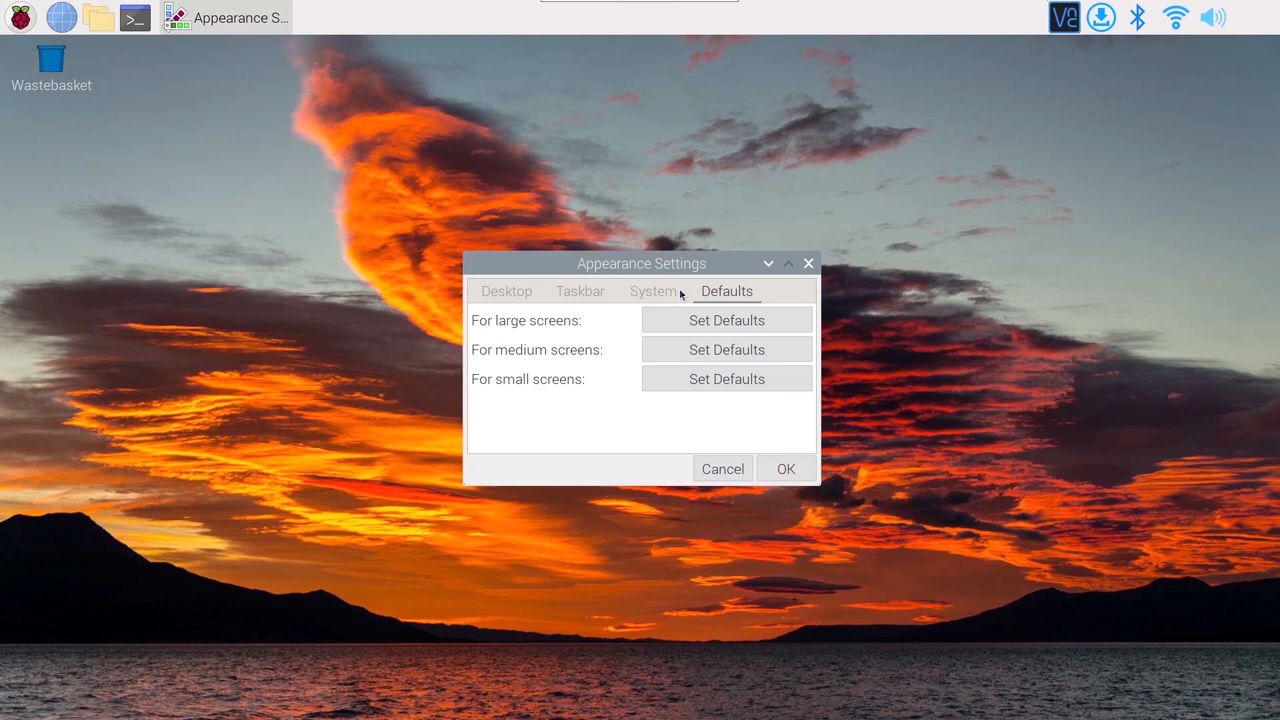 Appearance S...
Wastebasket
Appearance Settings
Desktop Taskbar System Defaults
For large screens: Set Defaults
For medium screens: Set Defaults
For small screens: Set Defaults
Cancel OK